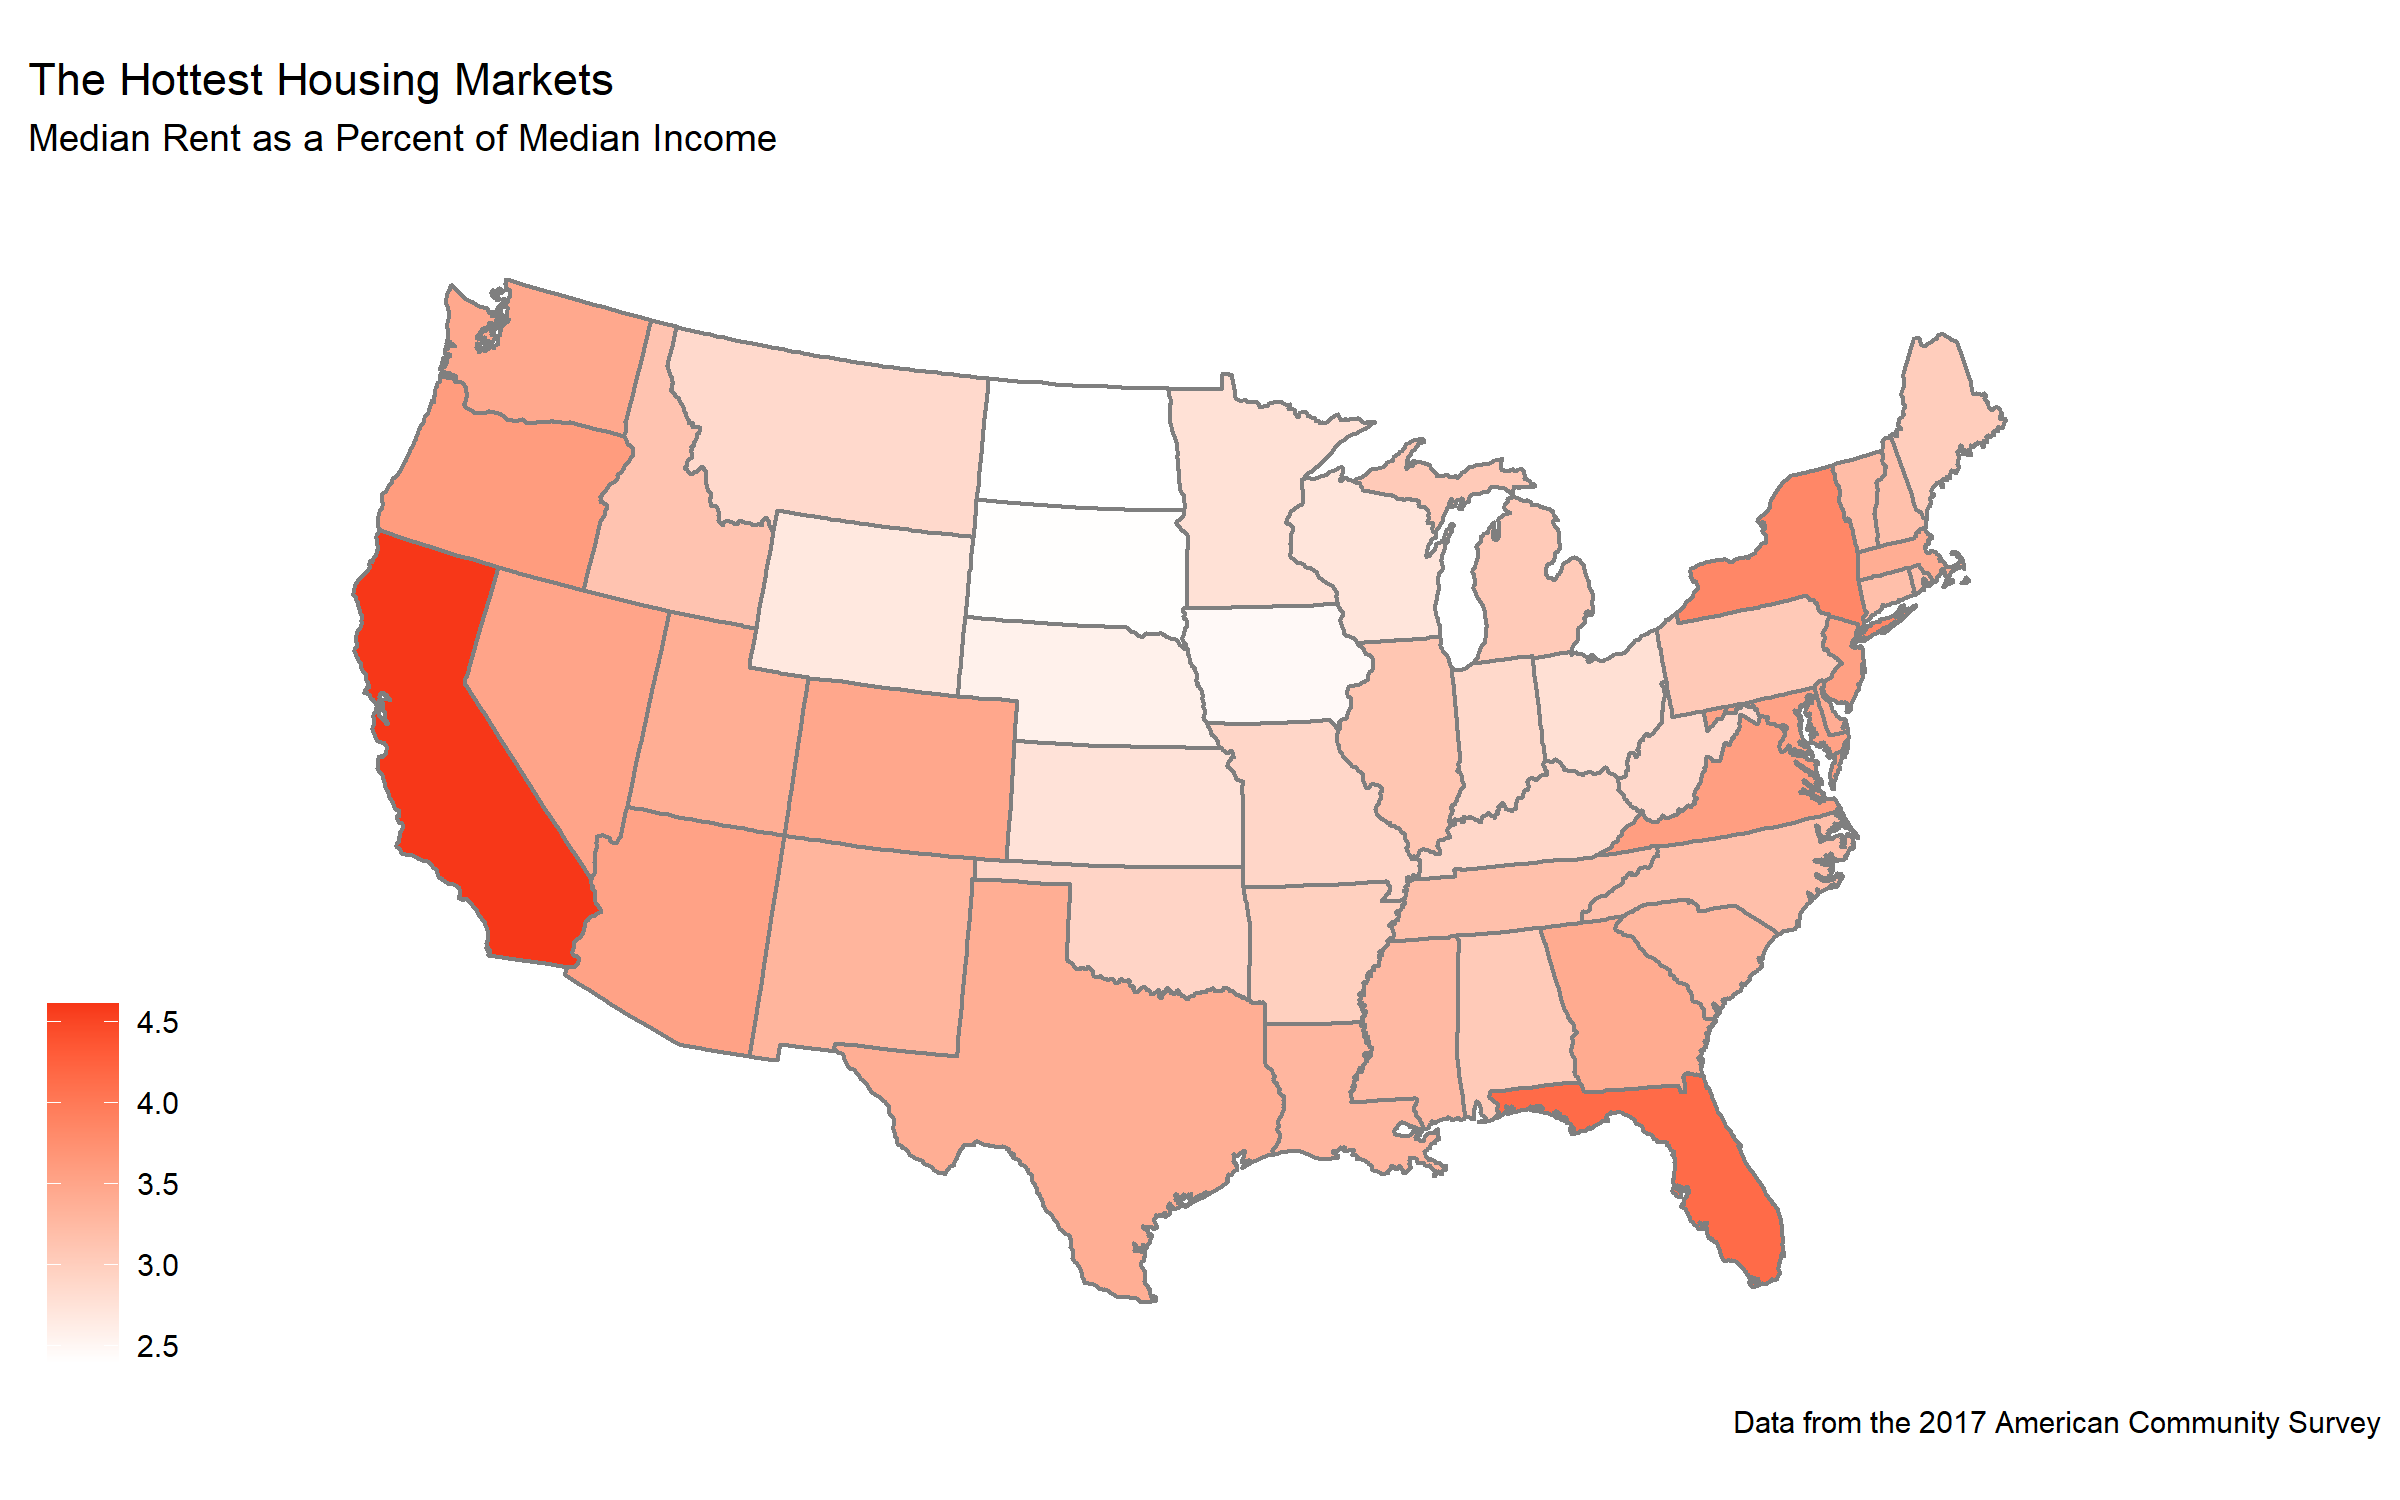 The Hottest Housing Markets
Median Rent as a Percent of Median Income
4.5
4.0
3.5
3.0
2.5
Data from the 2017 American Community Survey